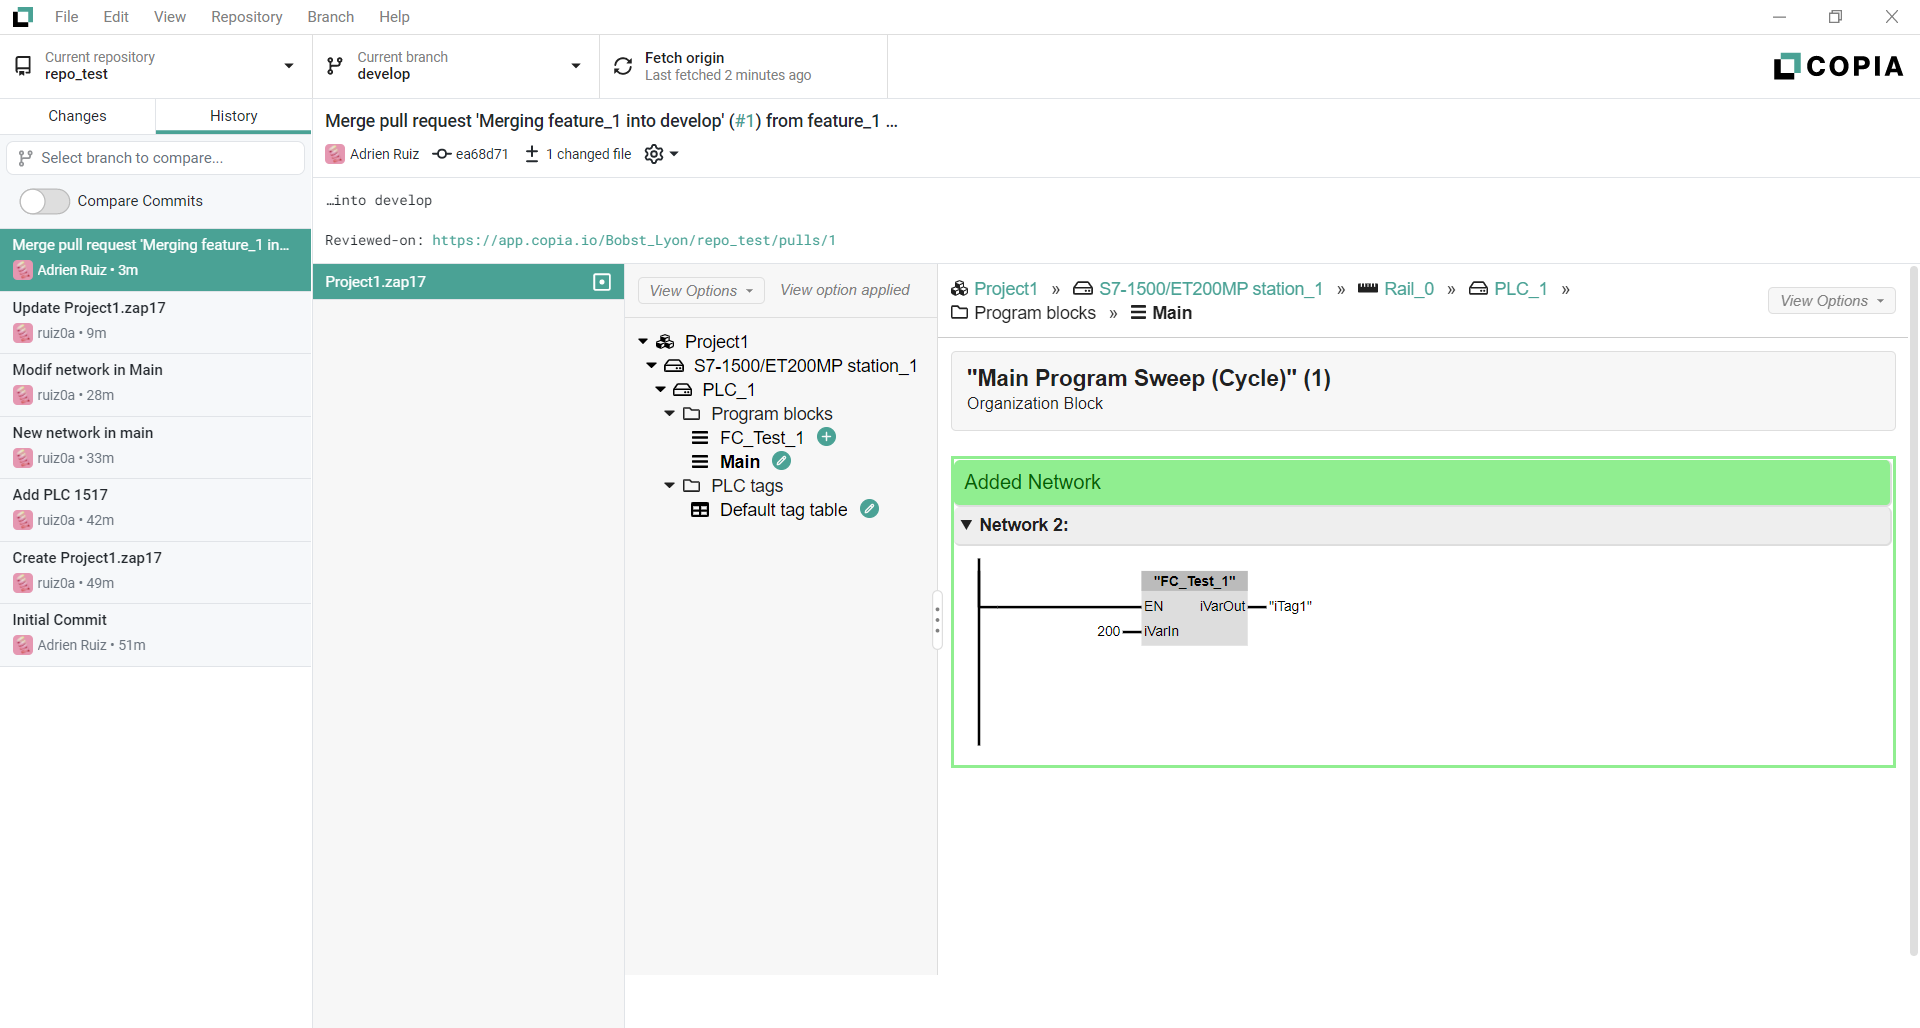 File Edit View Repository Branch Help
Current repository
repo_test
Current branch
develop
Fetch origin
Last fetched 2 minutes ago
COPIA
Changes
History
Select branch to compare...
Compare Commits
Merge pull request 'Merging feature_1 in...
Adrien Ruiz • 3m
Update Project1.zap17
ruiz0a • 9m
Modif network in Main
ruiz0a • 28m
New network in main
ruiz0a • 33m
Add PLC 1517
ruiz0a • 42m
Create Project1.zap17
ruiz0a • 49m
Initial Commit
Adrien Ruiz • 51m
Merge pull request 'Merging feature_1 into develop' (#1) from feature_1 ...
Adrien Ruiz ea68d71 1 changed file
…into develop
Reviewed-on: https://app.copia.io/Bobst_Lyon/repo_test/pulls/1
Project1.zap17
View Options
View option applied
Project1
S7-1500/ET200MP station_1
PLC_1
Program blocks
FC_Test_1
Main
PLC tags
Default tag table
Project1 » S7-1500/ET200MP station_1 » Rail_0 » PLC_1 »
Program blocks » Main
View Options
"Main Program Sweep (Cycle)" (1)
Organization Block
Added Network
Network 2:
"FC_Test_1"
EN iVarOut "iTag1"
200 iVarIn